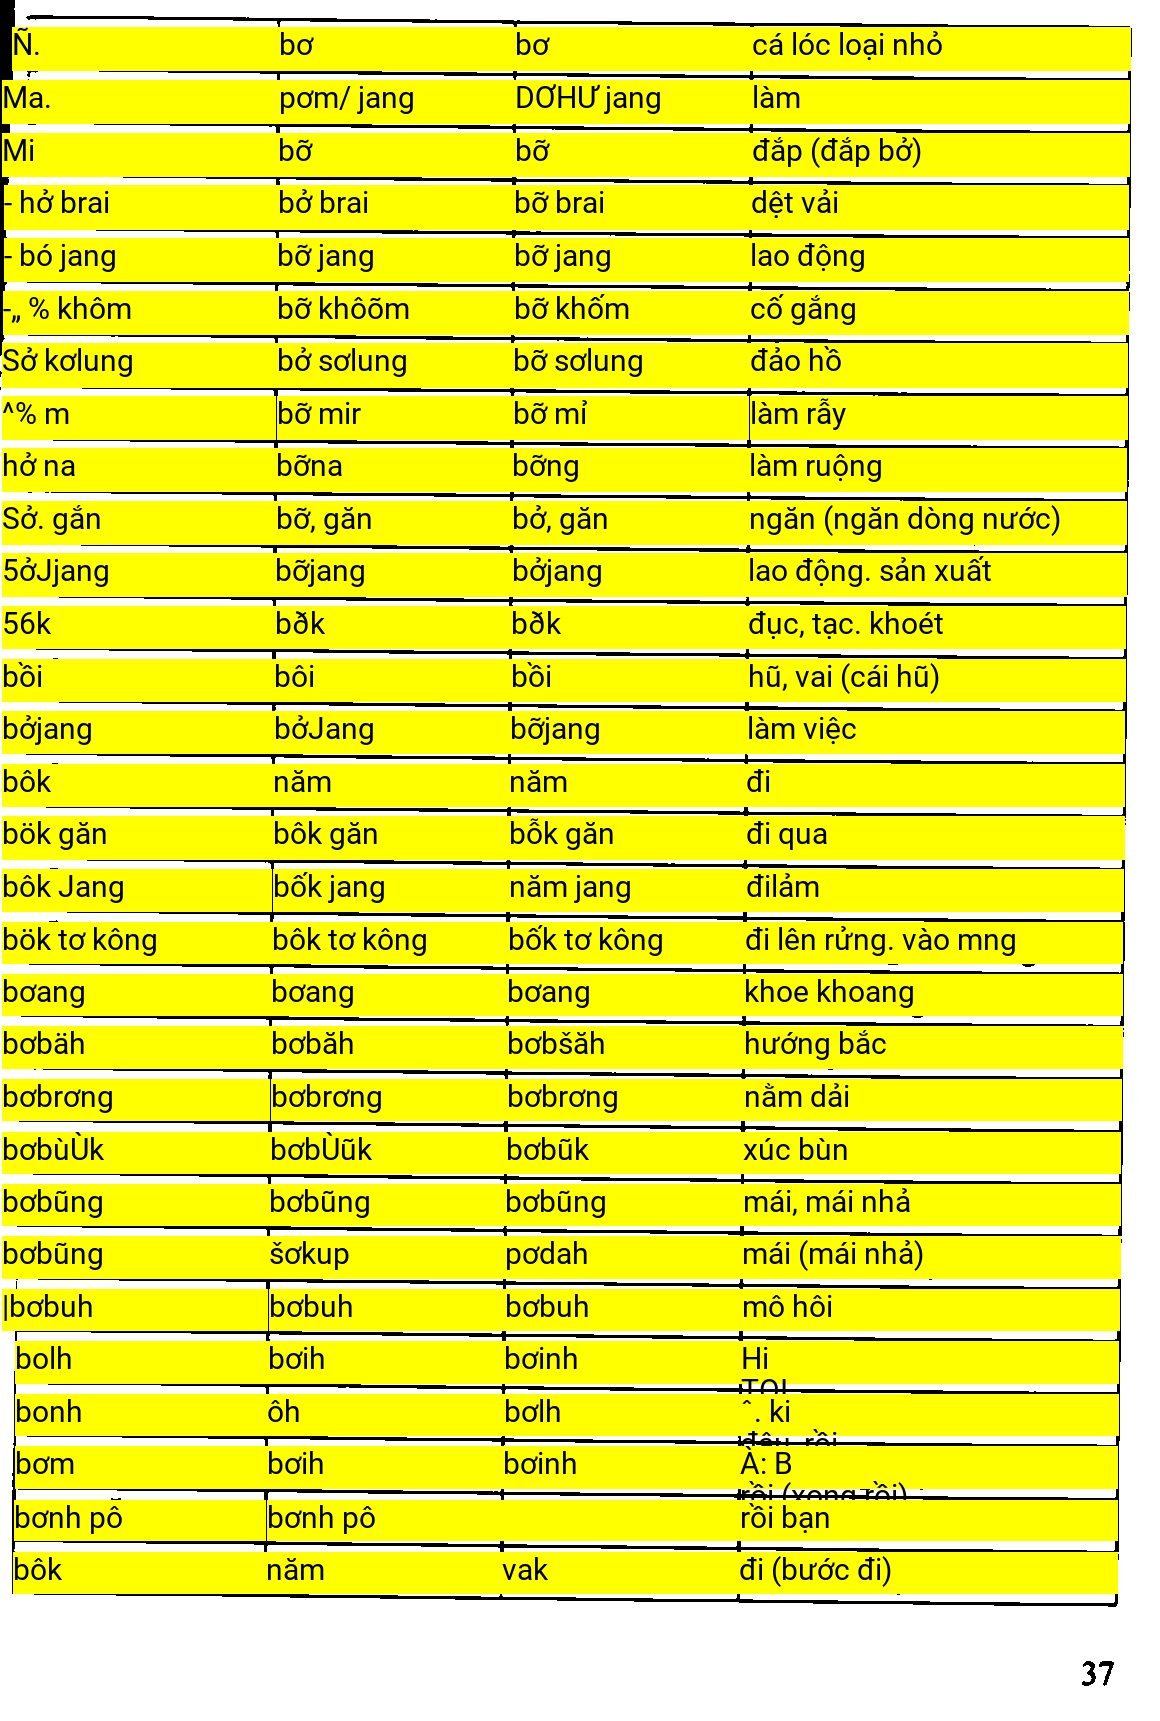 Ñ. bơ bơ cá lóc loại nhỏ
Ma. pơm/ jang DƠHƯ jang làm
Mi bỡ bỡ đắp (đắp bở)
- hở brai bở brai bỡ brai dệt vải
- bó jang bỡ jang bỡ jang lao động
-„ % khôm bỡ khôõm bỡ khốm cố gắng
Sở kơlung bở sơlung bỡ sơlung đảo hồ
^% m bỡ mir bỡ mỉ làm rẫy
hở na bỡna bỡng làm ruộng
Sở. gắn bỡ, găn bở, găn ngăn (ngăn dòng nước)
5ởJjang bỡjang bởjang lao động. sản xuất
56k bðk bðk đục, tạc. khoét
bồi bôi bồi hũ, vai (cái hũ)
bởjang bởJang bỡjang làm việc
bôk năm năm đi
bök găn bôk găn bỗk găn đi qua
bôk Jang bốk jang năm jang đilảm
bök tơ kông bôk tơ kông bốk tơ kông đi lên rửng. vào mng
bơang bơang bơang khoe khoang
bơbäh bơbăh bơbšăh hướng bắc
bơbrơng bơbrơng bơbrơng nằm dải
bơbùÙk bơbÙũk bơbũk xúc bùn
bơbũng bơbũng bơbũng mái, mái nhả
bơbũng šơkup pơdah mái (mái nhả)
|bơbuh bơbuh bơbuh mô hôi
bolh bơih bơinh Hi
bonh ôh bơlh ˆ. ki
bơm bơih bơinh À: B
rồi (xong rồi)
bơnh pô bơnh pô rồi bạn
bôk năm vak đi (bước đi)
37